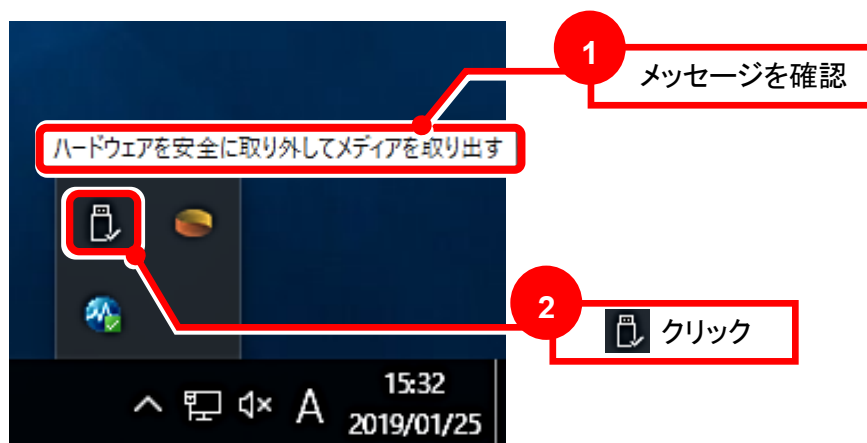 1
メッセージを確認
ハードウェアを安全に取り外してメディアを取り出す
2
クリック
A
15:32
2019/01/25